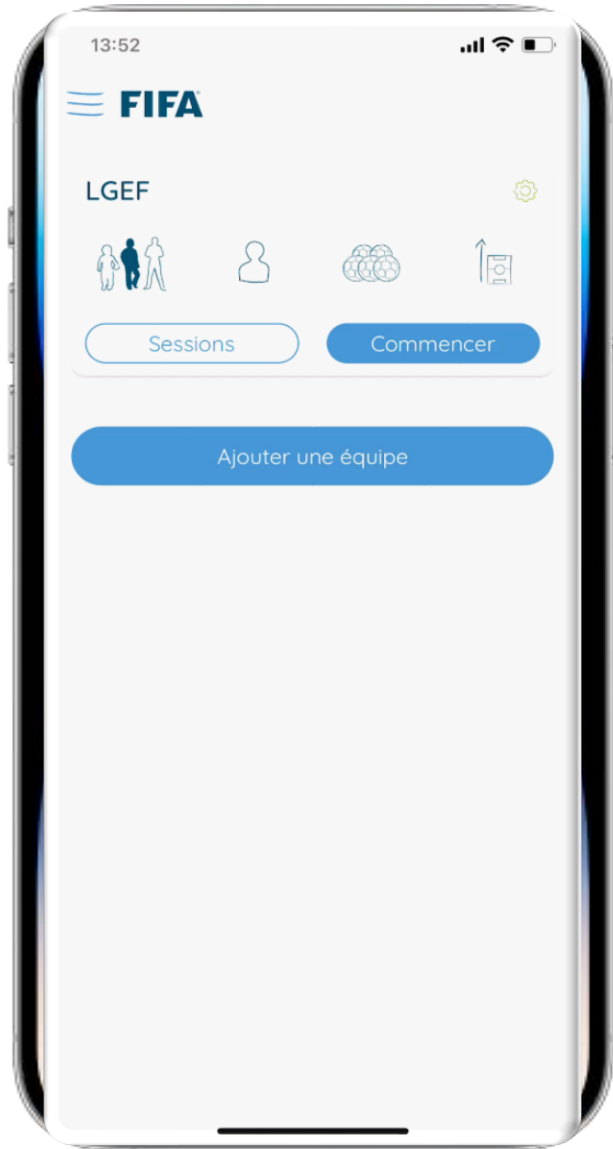 13:52
FIFA
LGEF
Sessions
Commencer
Ajouter une équipe